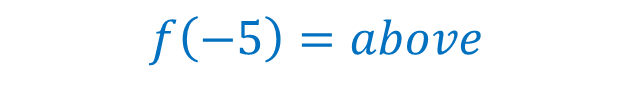 f(−5) = above